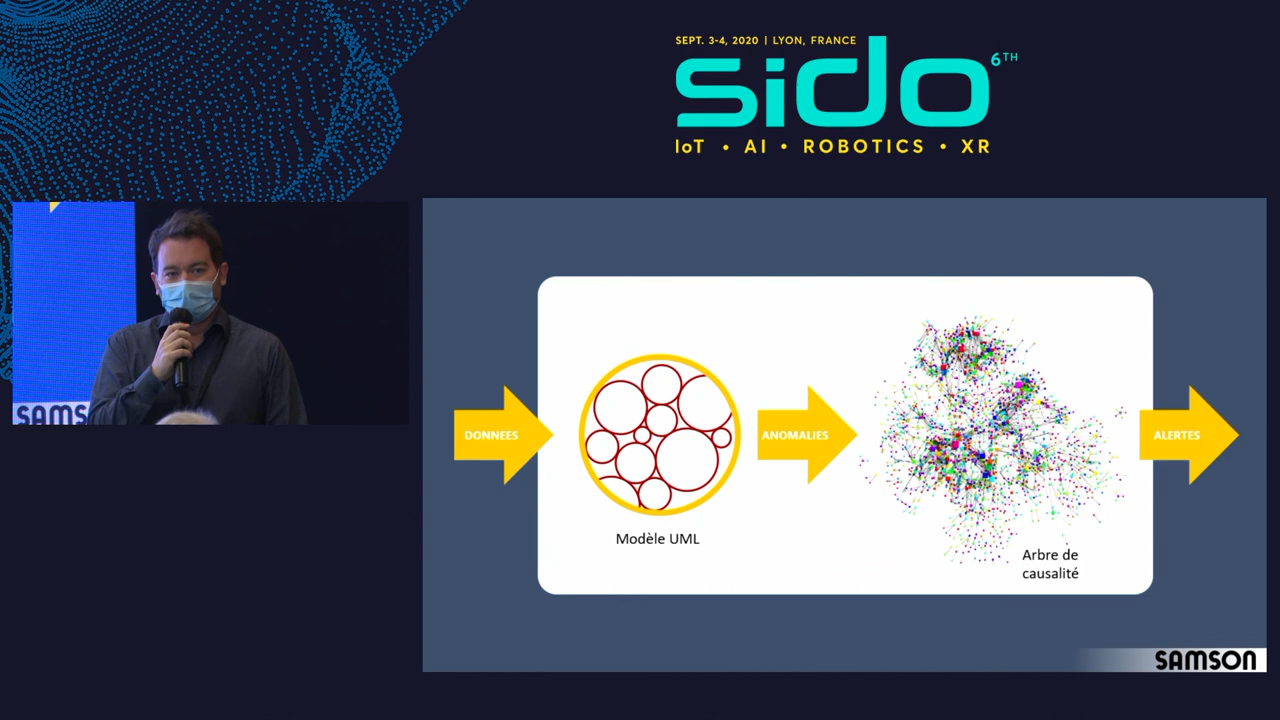 SEPT. 3-4, 2020 | LYON, FRANCE
sido 6TH
IoT • AI • ROBOTICS • XR
SAMS
DONNEES
ANOMALIES
ALERTES
Modèle UML
Arbre de
causalité
SAMSON